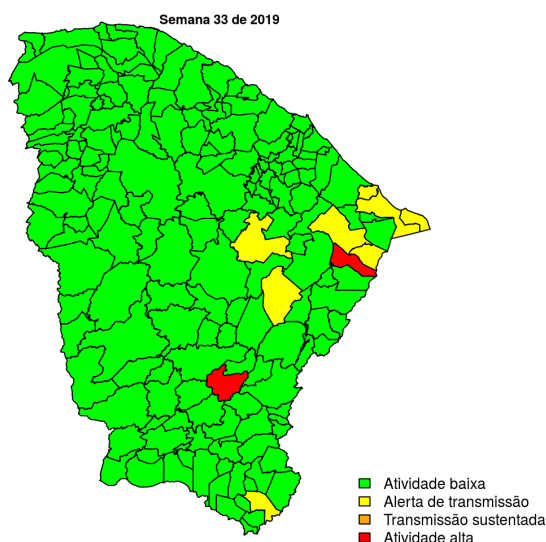 Semana 33 de 2019
Atividade baixa
Alerta de transmissão
Transmissão sustentada
Atividade alta